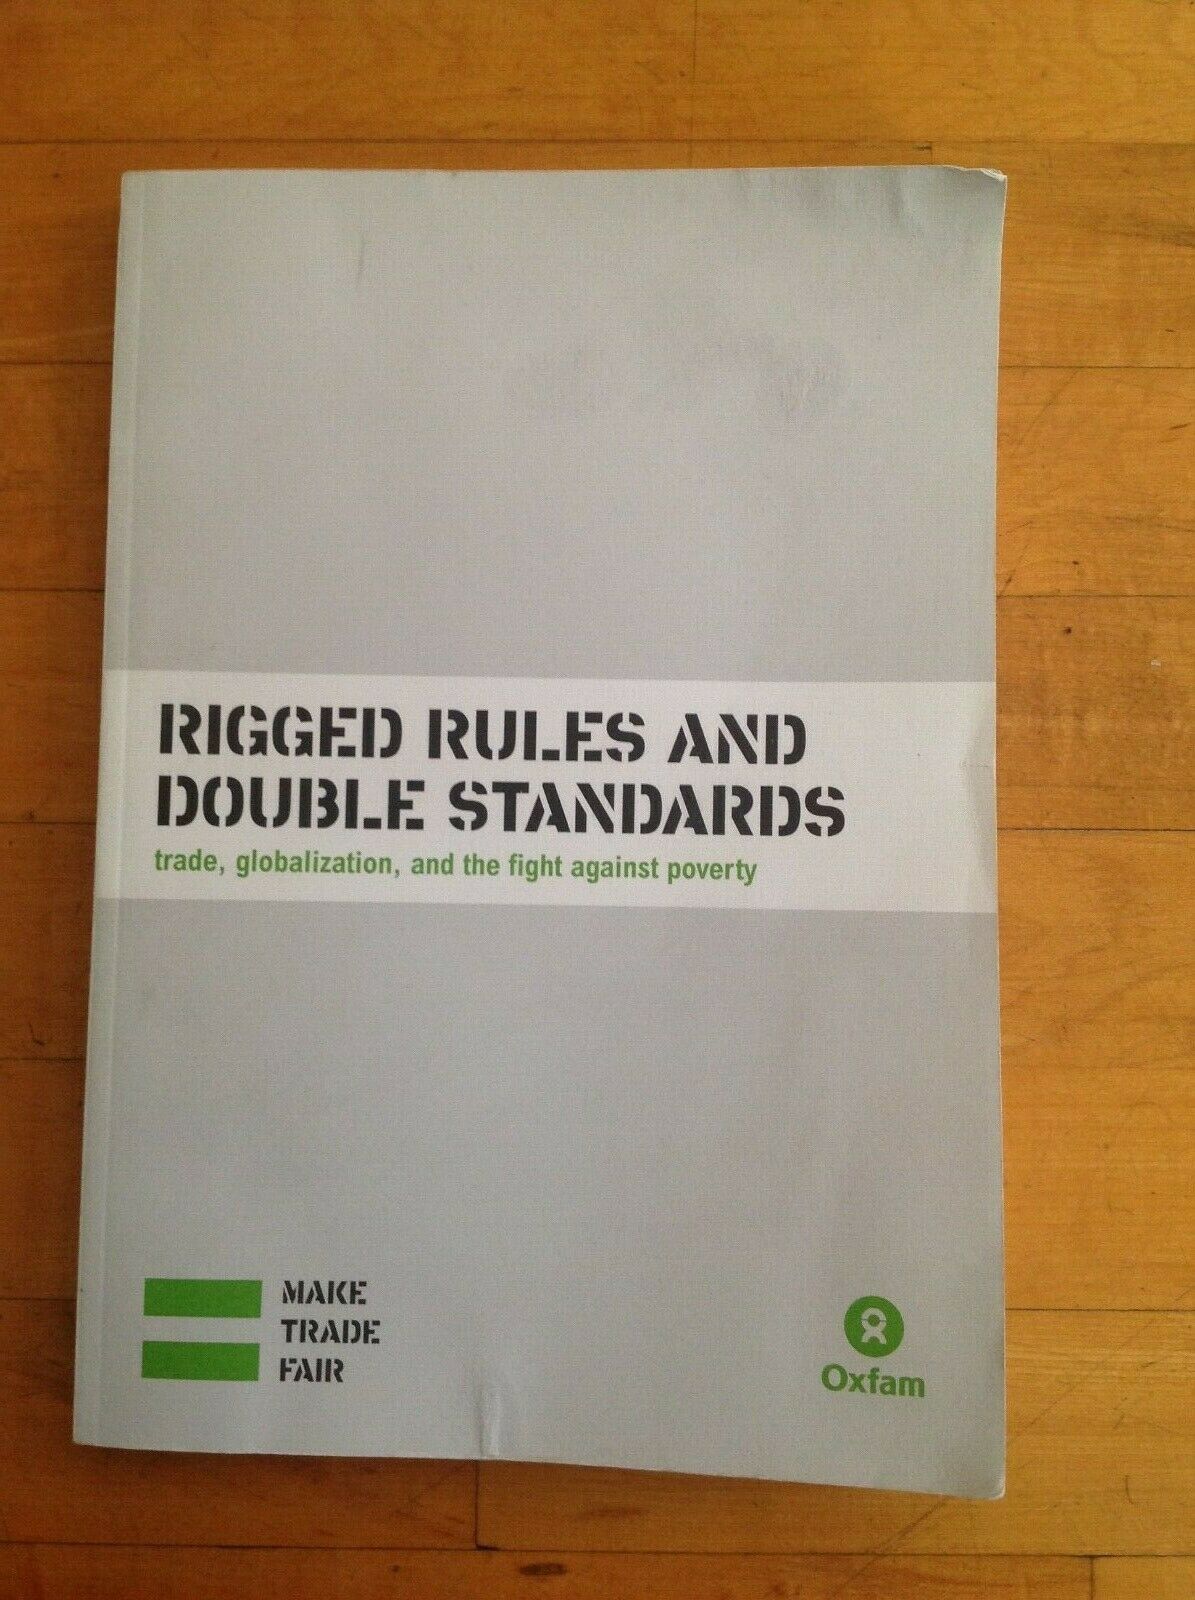 RIGGED RULES AND
DOUBLE STANDARDS
trade, globalization, and the fight against poverty
MAKE
TRADE
FAIR
Oxfam